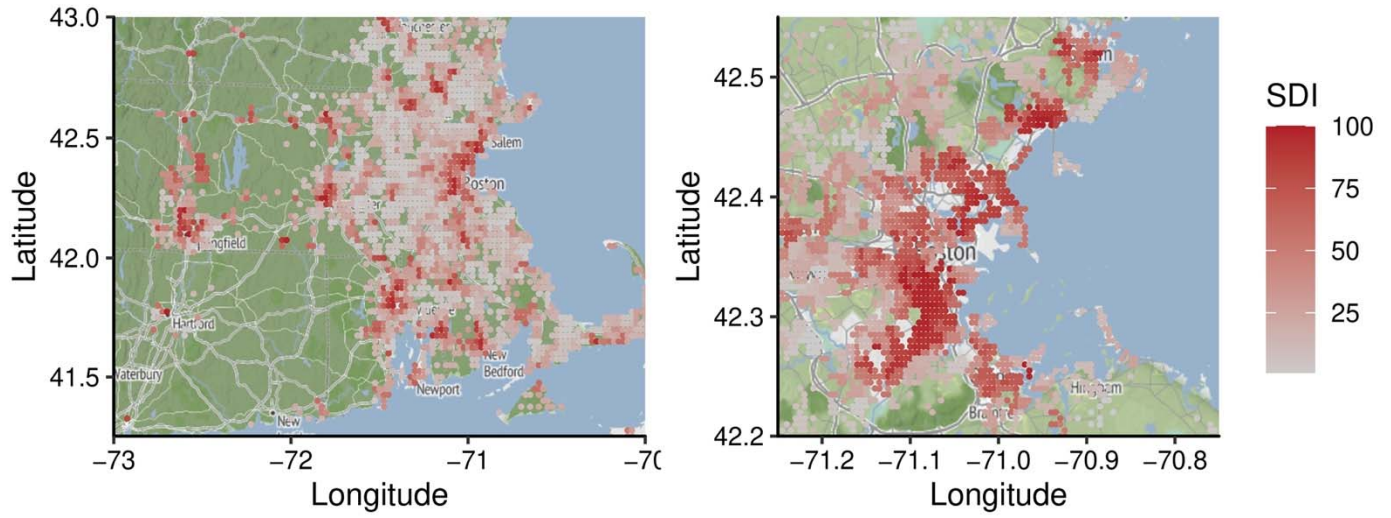 43.0
42.5
42.0
41.5
Latitude
−73
−72
−71
−70
Longitude
Salem
Boston
Hartford
Newport
New
Bedford
New
42.5
42.4
42.3
42.2
Latitude
−71.2
−71.1
−71.0
−70.9
−70.8
Longitude
ston
Hingham
SDI
100
75
50
25